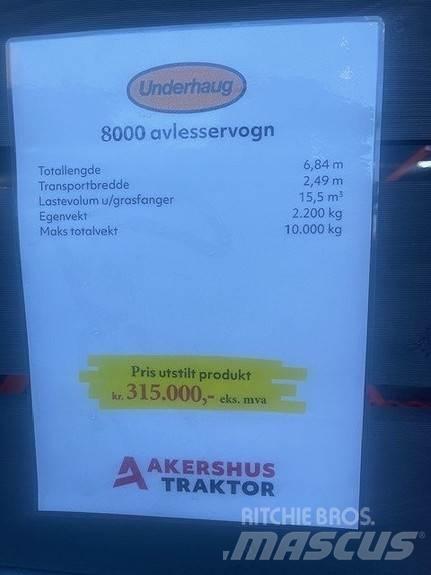 Underhaug
8000 avlesservogn
Totallengde 6,84 m
Transportbredde 2,49 m
Lastevolum u/grasfanger 15,5 m³
Egenvekt 2.200 kg
Maks totalvekt 10.000 kg
Pris utstilt produkt
kr. 315.000,- eks. mva
AKERSHUS
TRAKTOR
RITCHIE BROS.
MASCUS